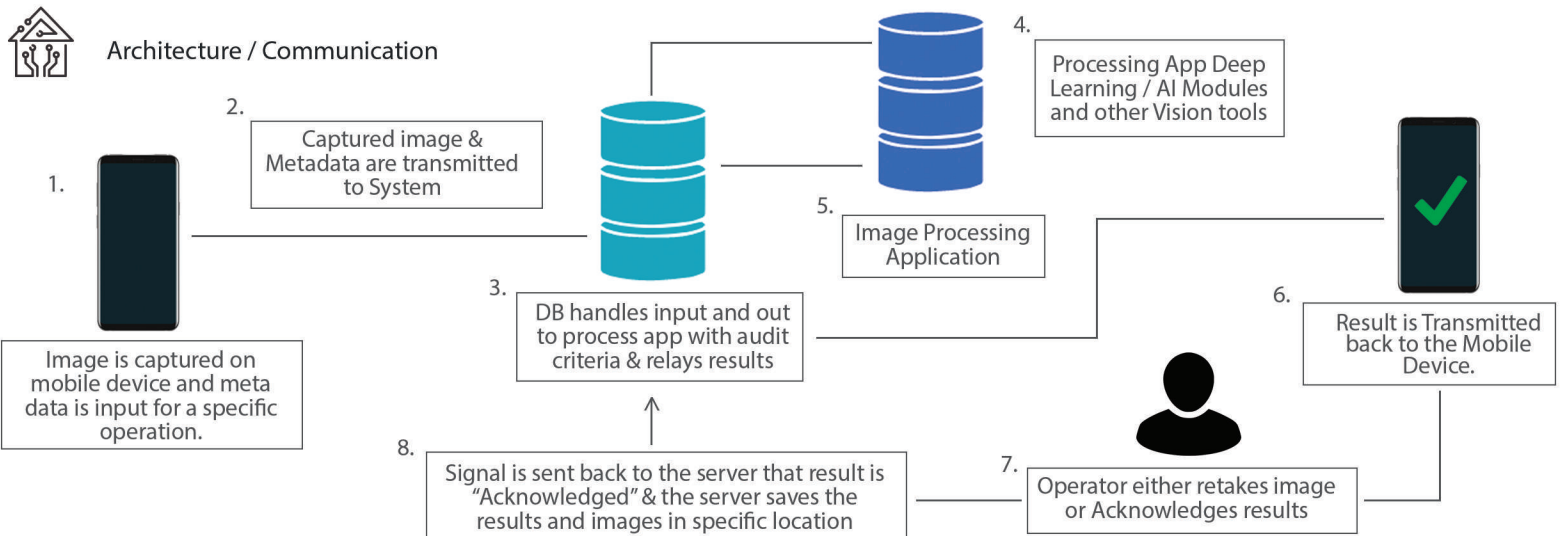 Architecture / Communication
1.
Image is captured on
mobile device and meta
data is input for a specific
operation.
2.
Captured image &
Metadata are transmitted
to System
3.
DB handles input and out
to process app with audit
criteria & relays results
4.
Processing App Deep
Learning / AI Modules
and other Vision tools
5.
Image Processing
Application
6.
Result is Transmitted
back to the Mobile
Device.
7.
Operator either retakes image
or Acknowledges results
8.
Signal is sent back to the server that result is
“Acknowledged” & the server saves the
results and images in specific location